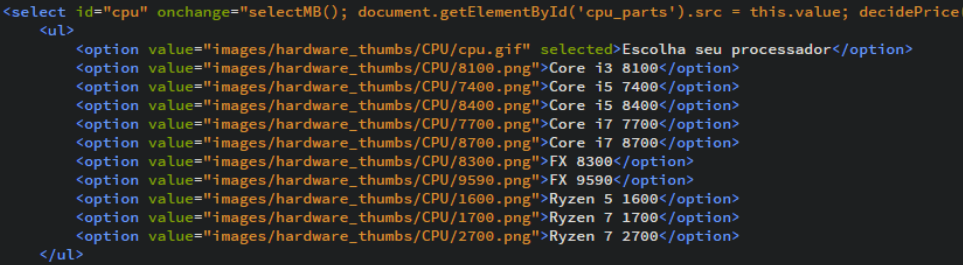 <select id="cpu" onchange="selectMB(); document.getElementById('cpu_parts').src = this.value; decidePrice(
<ul>
<option value="images/hardware_thumbs/CPU/cpu.gif" selected>Escolha seu processador</option>
<option value="images/hardware_thumbs/CPU/8100.png">Core i3 8100</option>
<option value="images/hardware_thumbs/CPU/7400.png">Core i5 7400</option>
<option value="images/hardware_thumbs/CPU/8400.png">Core i5 8400</option>
<option value="images/hardware_thumbs/CPU/7700.png">Core i7 7700</option>
<option value="images/hardware_thumbs/CPU/8700.png">Core i7 8700</option>
<option value="images/hardware_thumbs/CPU/8300.png">FX 8300</option>
<option value="images/hardware_thumbs/CPU/9590.png">FX 9590</option>
<option value="images/hardware_thumbs/CPU/1600.png">Ryzen 5 1600</option>
<option value="images/hardware_thumbs/CPU/1700.png">Ryzen 7 1700</option>
<option value="images/hardware_thumbs/CPU/2700.png">Ryzen 7 2700</option>
</ul>